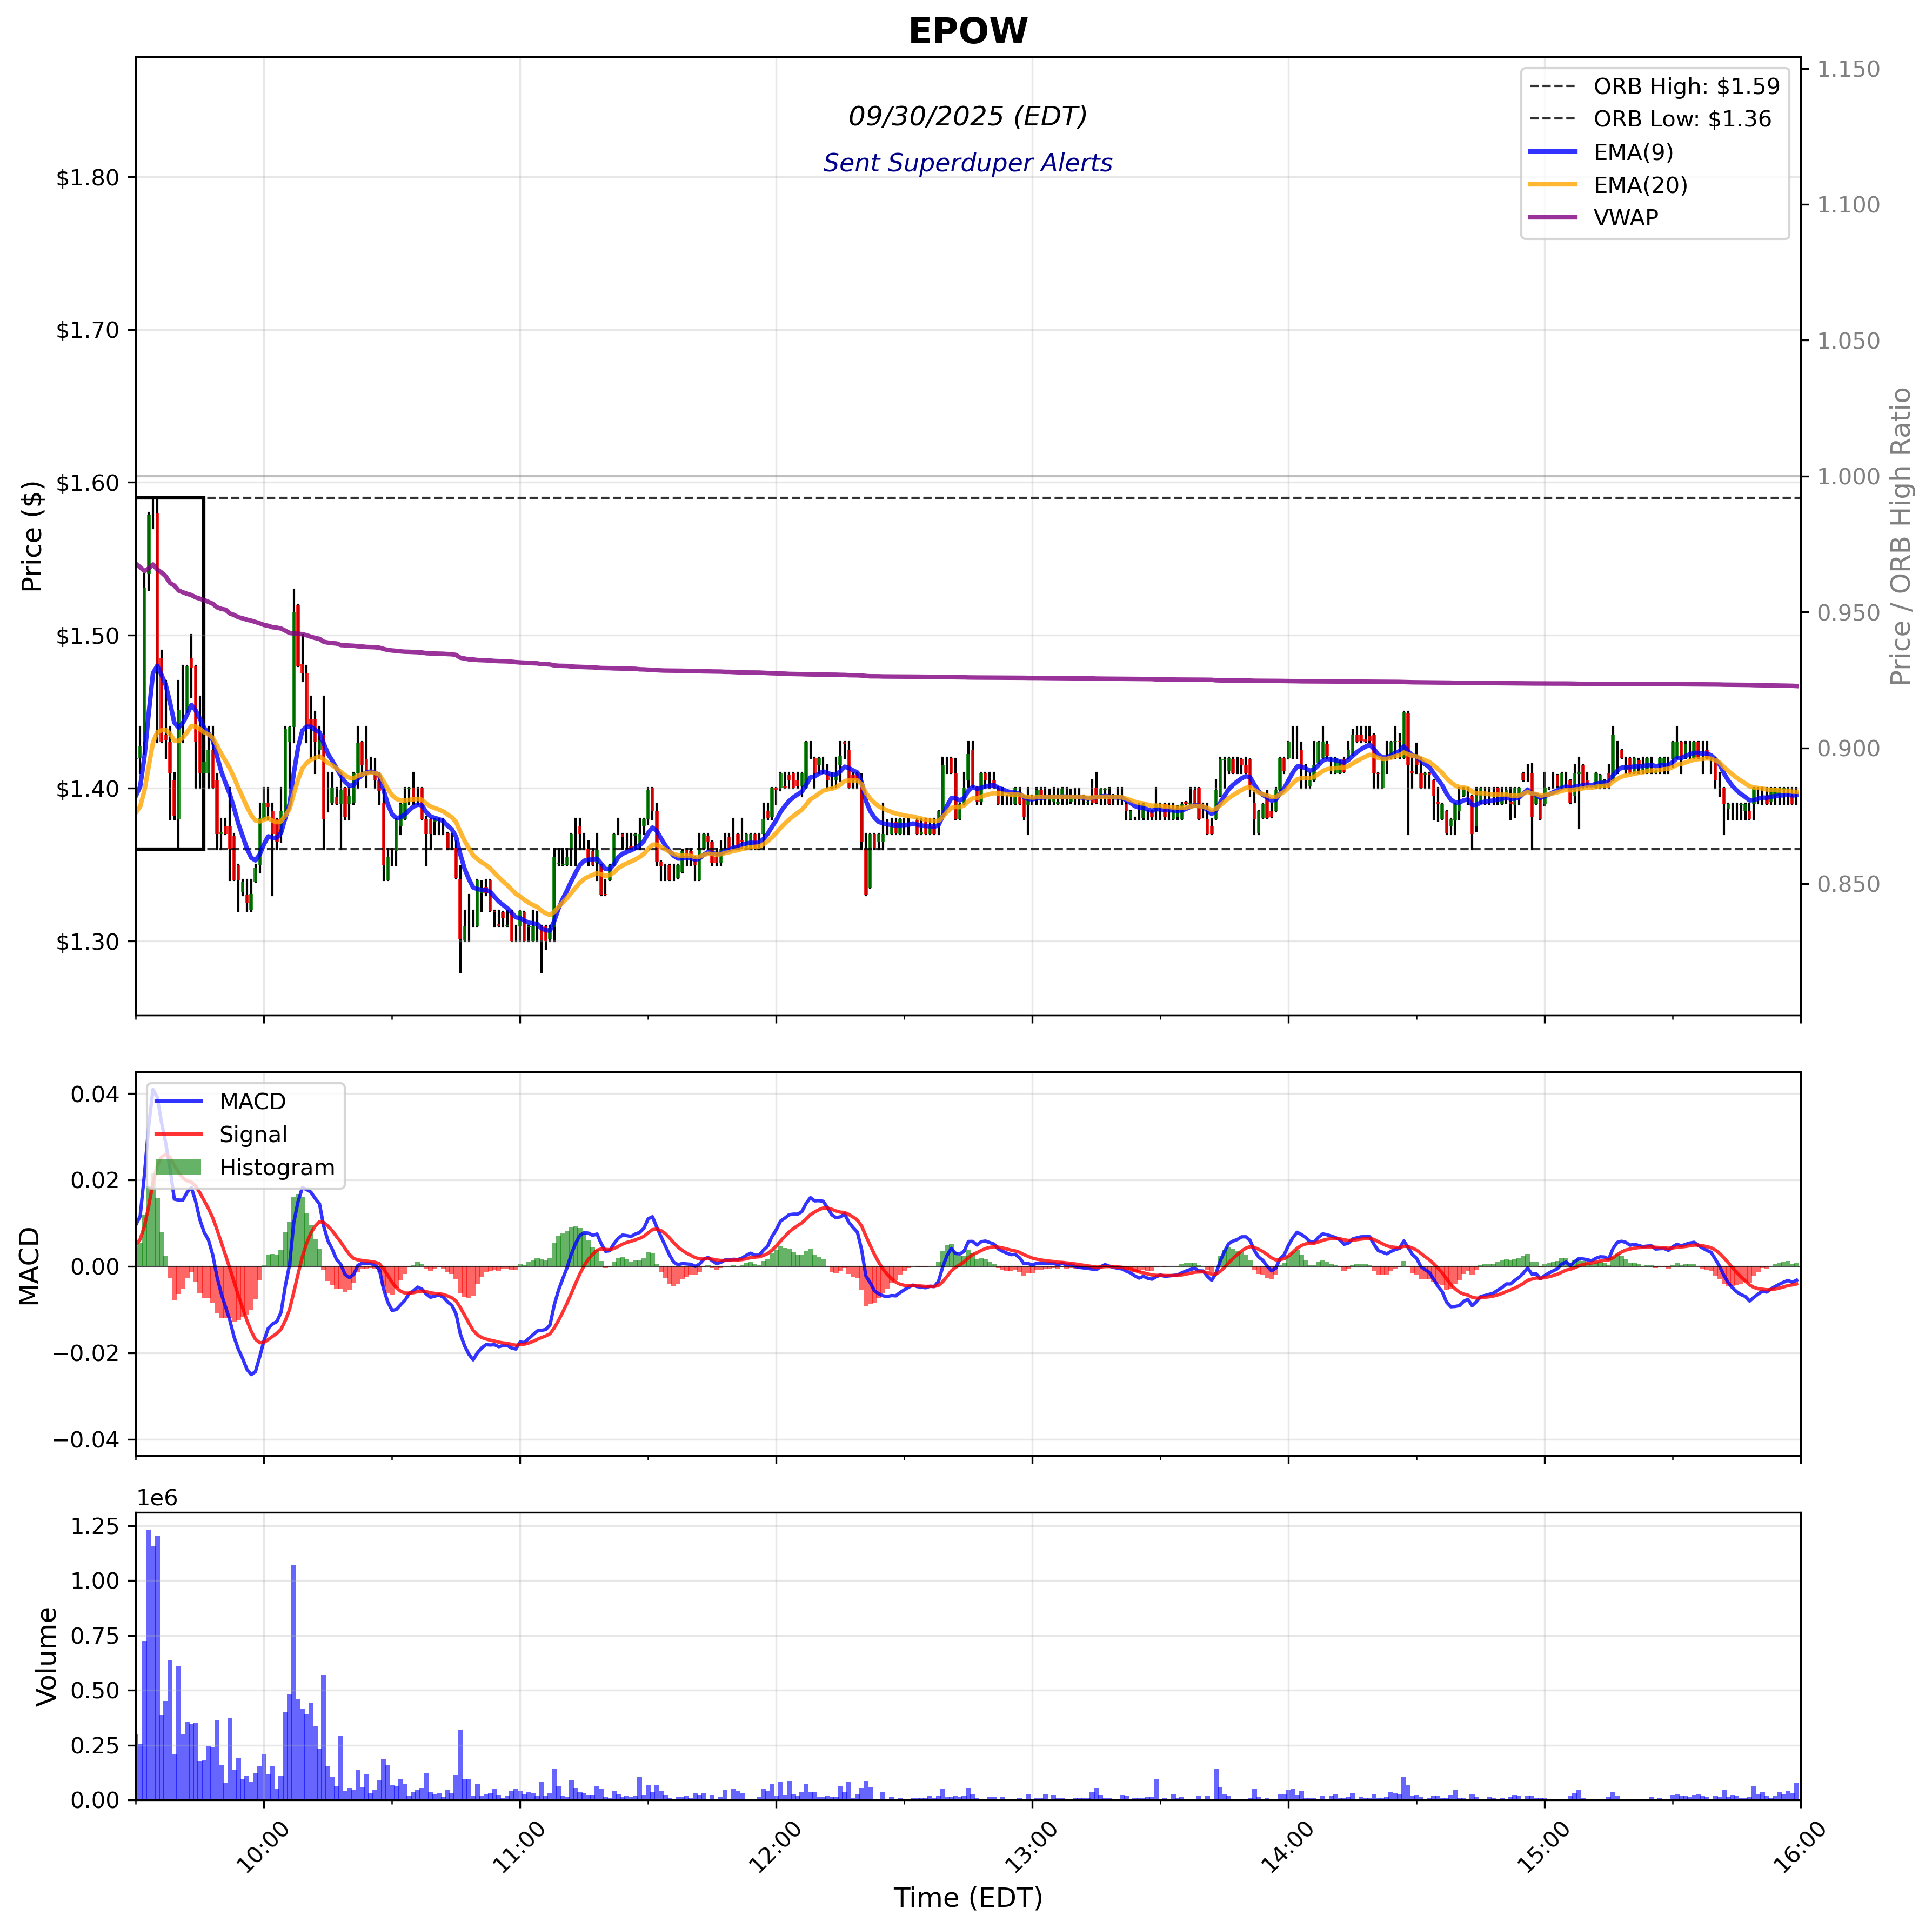 EPOW
09/30/2025 (EDT)
Sent Superduper Alerts
ORB High: $1.59
ORB Low: $1.36
EMA(9)
EMA(20)
VWAP
Price ($)
$1.80
$1.70
$1.60
$1.50
$1.40
$1.30
1.150
1.100
1.050
1.000
0.950
0.900
0.850
Price / ORB High Ratio
MACD
Signal
Histogram
MACD
0.04
0.02
0.00
−0.02
−0.04
1e6
Volume
1.25
1.00
0.75
0.50
0.25
0.00
10:00
11:00
12:00
13:00
14:00
15:00
16:00
Time (EDT)